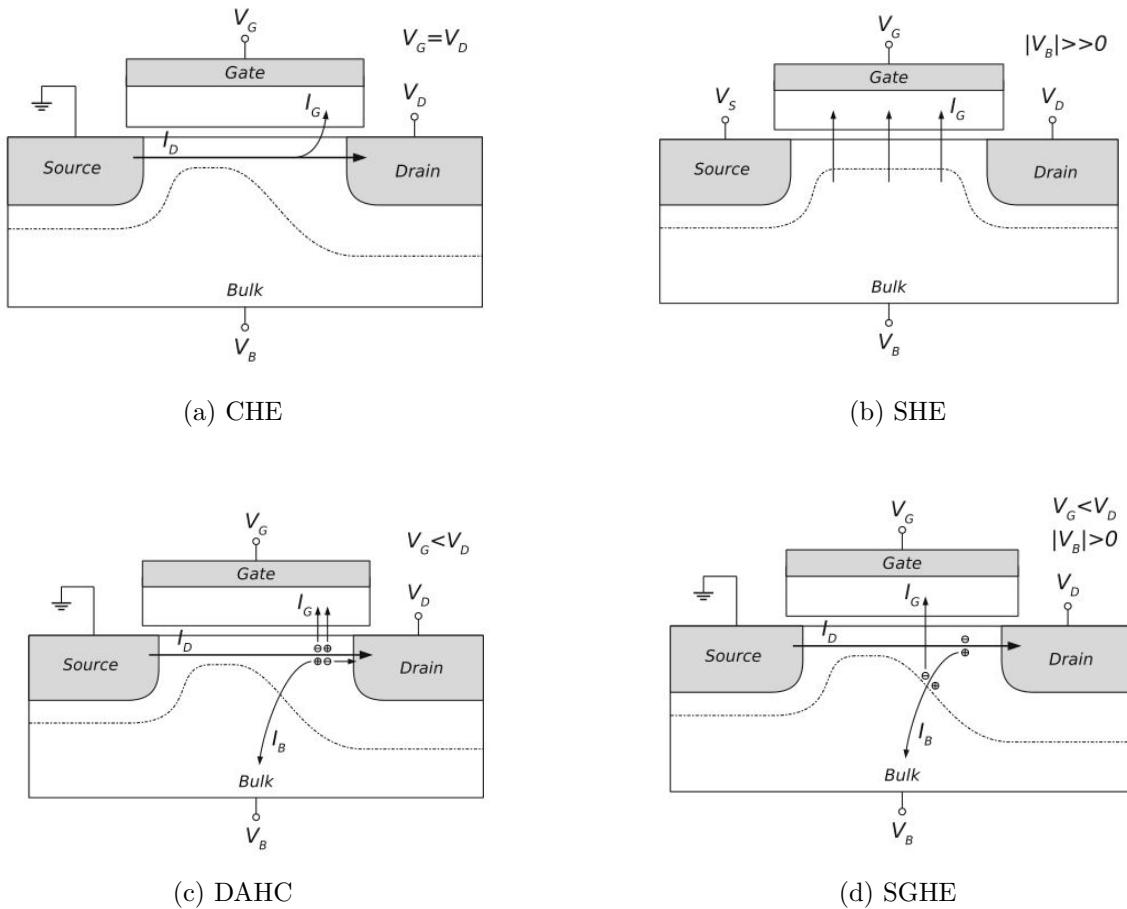 V_G
V_G=V_D
Gate
I_G
V_D
I_D
Source
Drain
Bulk
V_B
(a) CHE
V_G
|V_B|>>0
Gate
V_S
I_G
V_D
Source
Drain
Bulk
V_B
(b) SHE
V_G
V_G<V_D
Gate
I_G
V_D
I_D
⊖⊕
Source
⊕⊖
Drain
I_B
Bulk
V_B
(c) DAHC
V_G<V_D
V_G
|V_B|>0
Gate
I_G
V_D
I_D
⊖
Source
⊕
Drain
⊖
⊕
I_B
Bulk
V_B
(d) SGHE